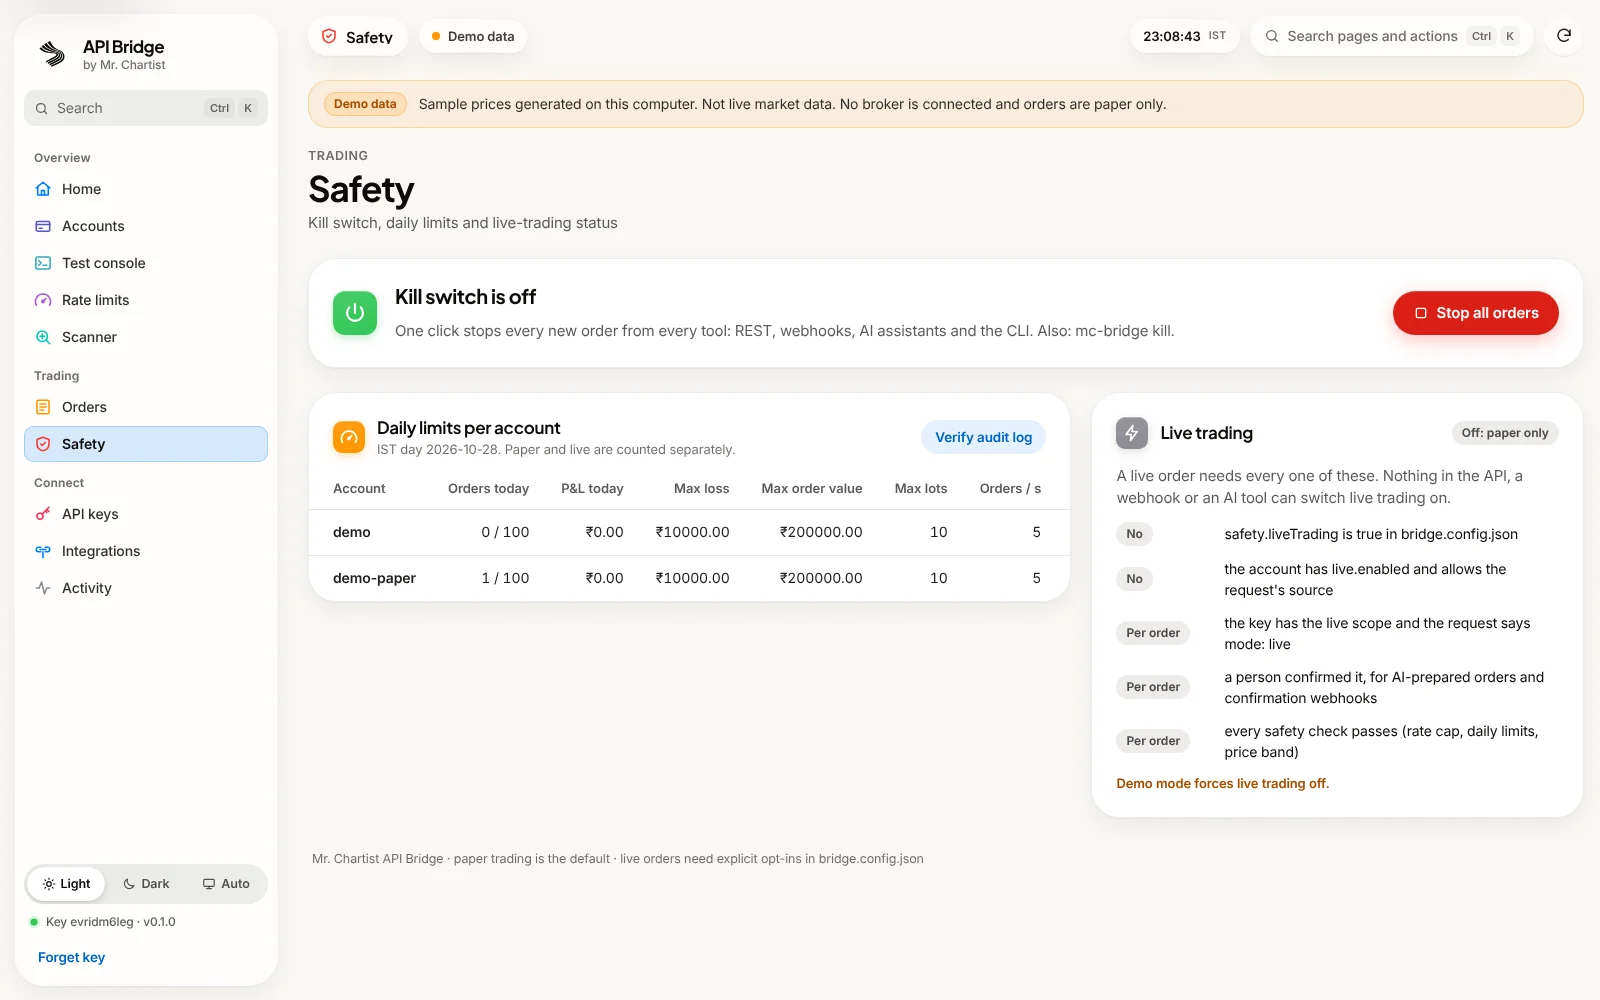 API Bridge
by Mr. Chartist
Search Ctrl K
Overview
Home
Accounts
Test console
Rate limits
Scanner
Trading
Orders
Safety
Connect
API keys
Integrations
Activity
Light Dark Auto
Key evridm6leg · v0.1.0
Forget key
Safety
Demo data
23:08:43 IST
Search pages and actions Ctrl K
Demo data Sample prices generated on this computer. Not live market data. No broker is connected and orders are paper only.
TRADING
Safety
Kill switch, daily limits and live-trading status
Kill switch is off
One click stops every new order from every tool: REST, webhooks, AI assistants and the CLI. Also: mc-bridge kill.
Stop all orders
Daily limits per account
IST day 2026-10-28. Paper and live are counted separately.
Verify audit log
Account Orders today P&L today Max loss Max order value Max lots Orders / s
demo 0 / 100 ₹0.00 ₹10000.00 ₹200000.00 10 5
demo-paper 1 / 100 ₹0.00 ₹10000.00 ₹200000.00 10 5
Live trading Off: paper only
A live order needs every one of these. Nothing in the API, a
webhook or an AI tool can switch live trading on.
No safety.liveTrading is true in bridge.config.json
No the account has live.enabled and allows the
request's source
Per order the key has the live scope and the request says
mode: live
Per order a person confirmed it, for AI-prepared orders and
confirmation webhooks
Per order every safety check passes (rate cap, daily limits,
price band)
Demo mode forces live trading off.
Mr. Chartist API Bridge · paper trading is the default · live orders need explicit opt-ins in bridge.config.json